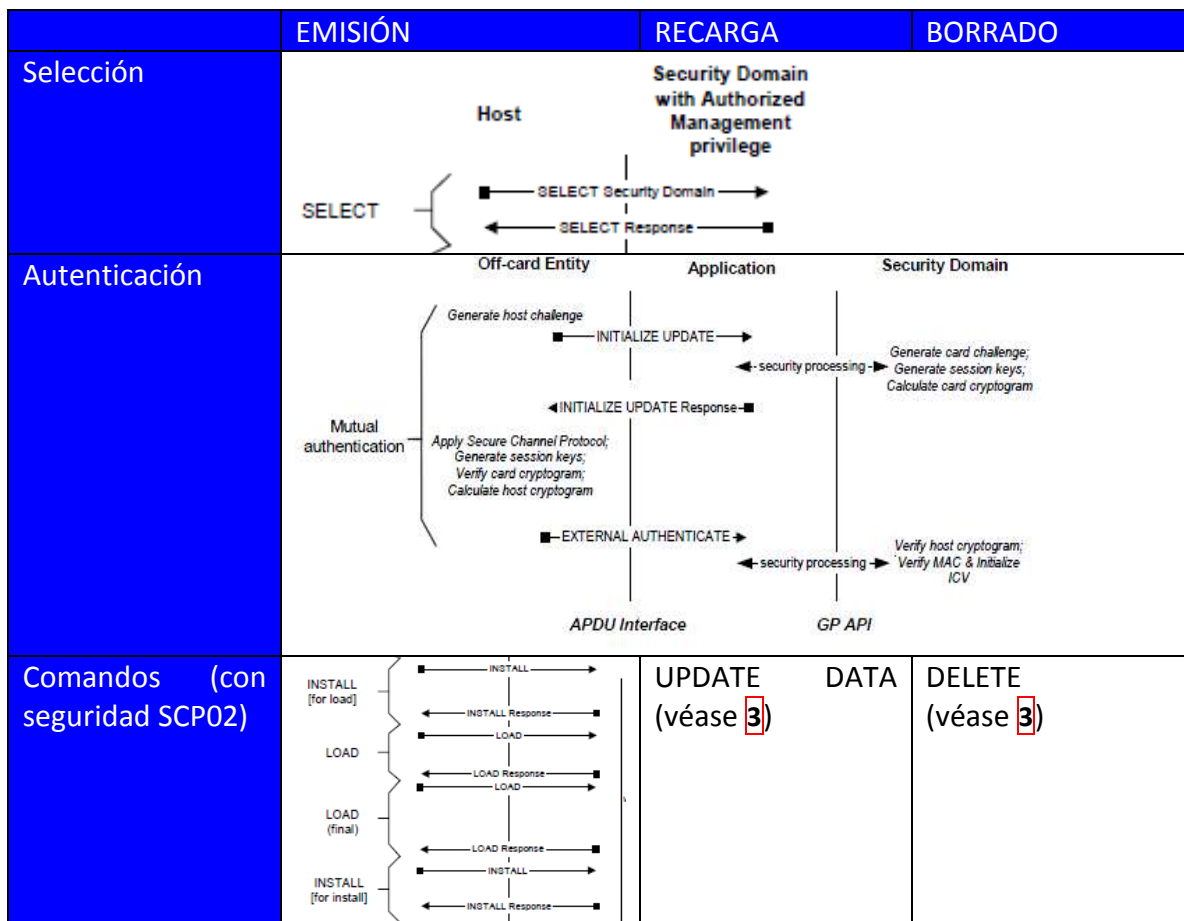 EMISIÓN RECARGA BORRADO
Selección
Host
Security Domain
with Authorized
Management
privilege
SELECT
SELECT Security Domain
SELECT Response
Autenticación
Off-card Entity Application Security Domain
Generate host challenge
INITIALIZE UPDATE
security processing
Generate card challenge;
Generate session keys;
Calculate card cryptogram
INITIALIZE UPDATE Response
Mutual
authentication
Apply Secure Channel Protocol;
Generate session keys;
Verify card cryptogram;
Calculate host cryptogram
EXTERNAL AUTHENTICATE
security processing
Verify host cryptogram;
Verify MAC & Initialize
ICV
APDU Interface GP API
Comandos (con
seguridad SCP02)
INSTALL
[for load]
INSTALL
INSTALL Response
LOAD
LOAD
LOAD Response
LOAD
(final)
LOAD
LOAD Response
INSTALL
[for install]
INSTALL
INSTALL Response
UPDATE DATA
(véase 3)
DELETE
(véase 3)